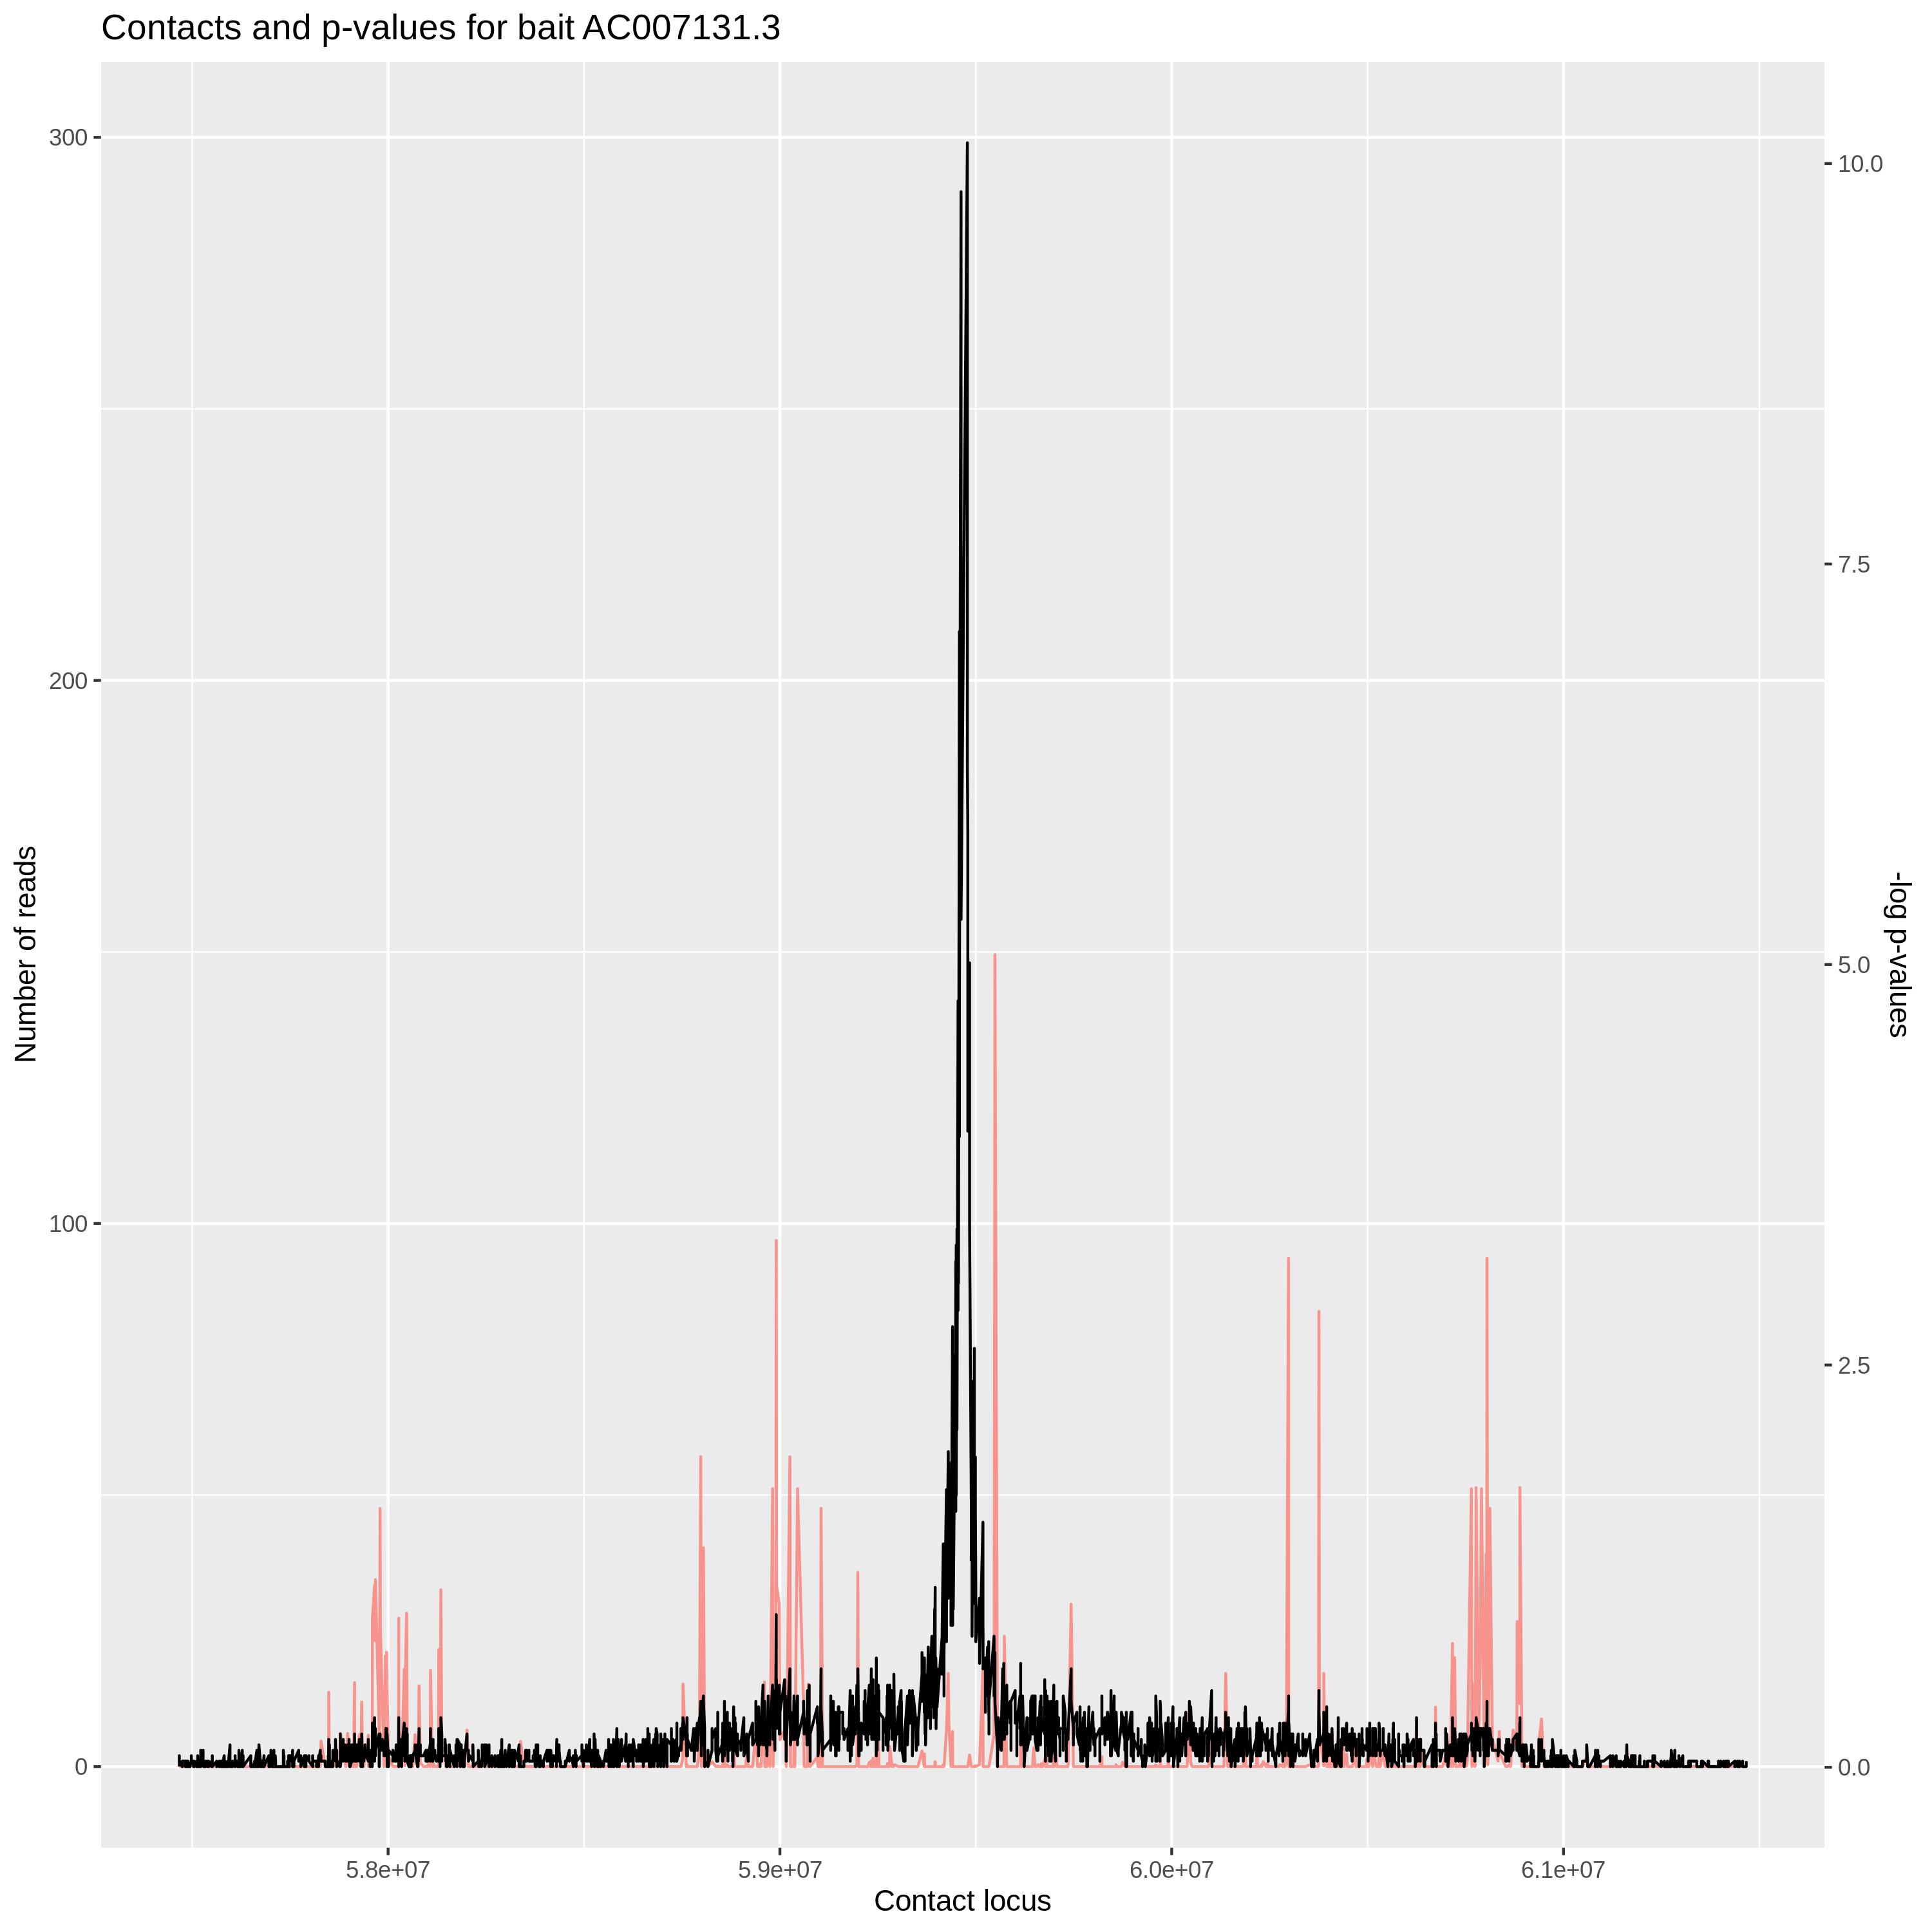 Contacts and p-values for bait AC007131.3
300
200
100
0
Number of reads
10.0
7.5
5.0
2.5
0.0
-log p-values
5.8e+07
5.9e+07
6.0e+07
6.1e+07
Contact locus